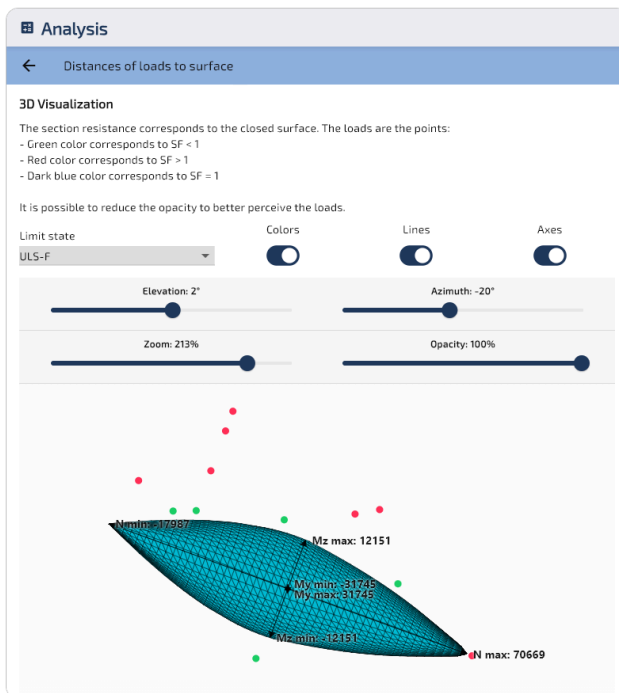 Analysis
Distances of loads to surface
3D Visualization
The section resistance corresponds to the closed surface. The loads are the points:
- Green color corresponds to SF < 1
- Red color corresponds to SF > 1
- Dark blue color corresponds to SF = 1
It is possible to reduce the opacity to better perceive the loads.
Limit state
Colors
Lines
Axes
ULS-F
Elevation: 2°
Azimuth: -20°
Zoom: 213%
Opacity: 100%
N min: -17987
Mz max: 12151
My min: -31745
My max: 31745
Mz min: -12151
N max: 70669